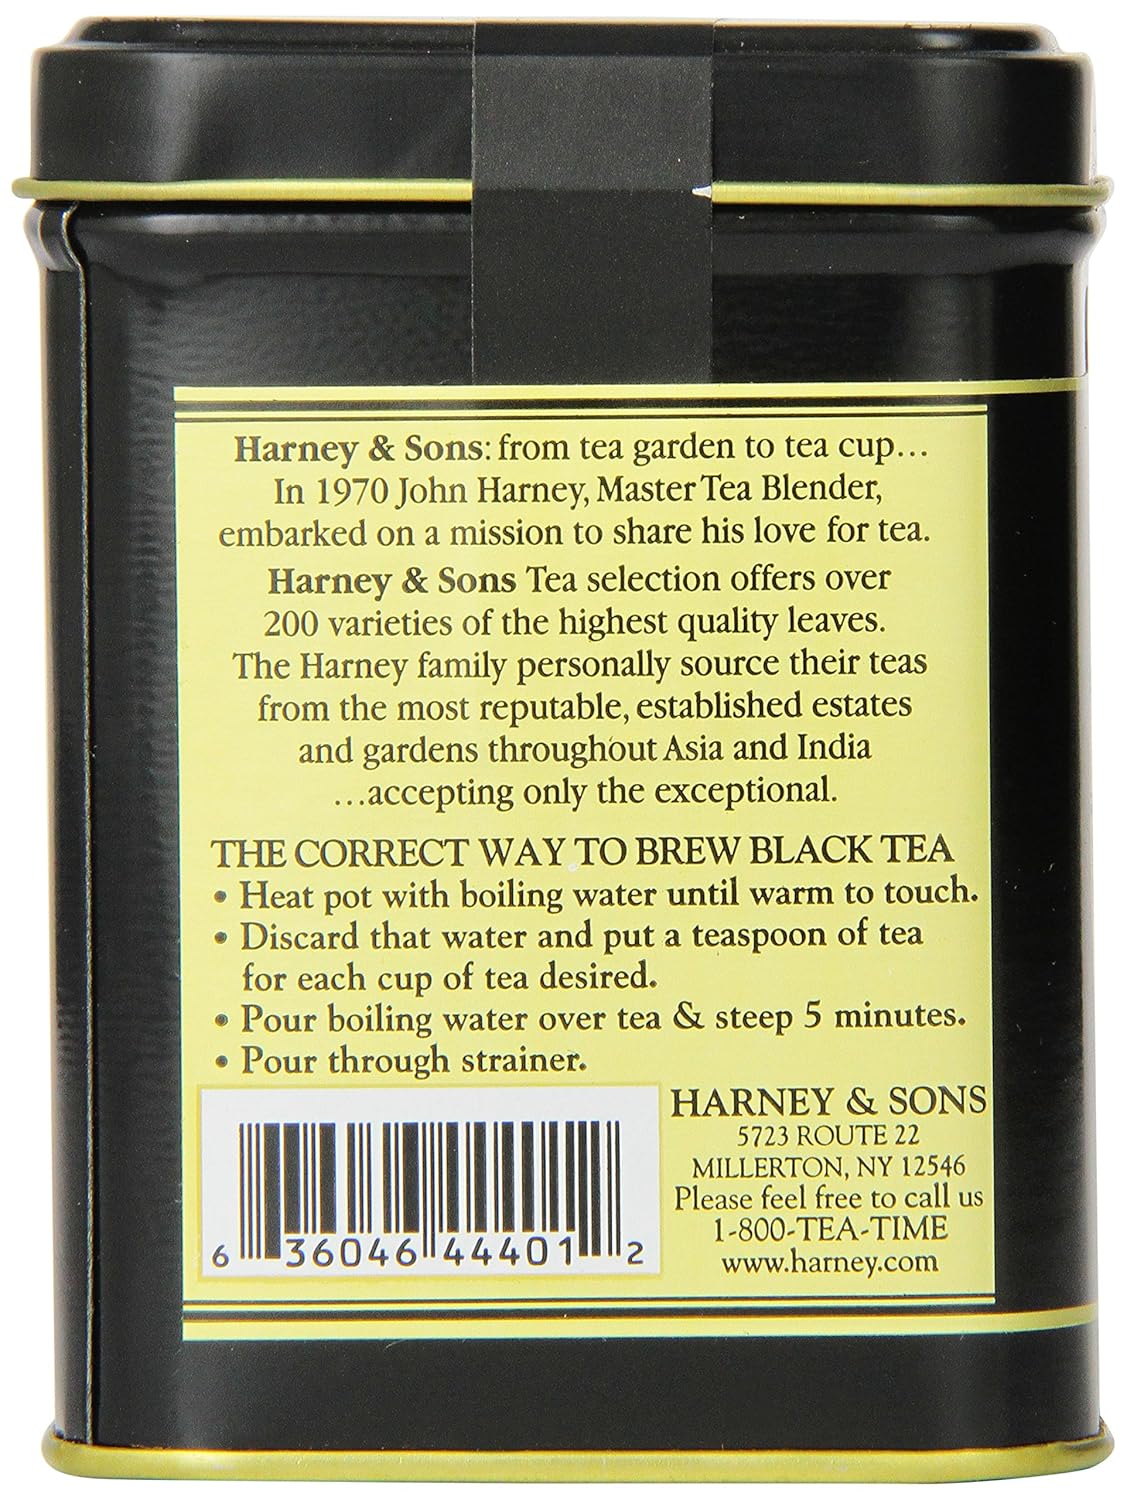 Harney & Sons: from tea garden to tea cup…
In 1970 John Harney, Master Tea Blender,
embarked on a mission to share his love for tea.
Harney & Sons Tea selection offers over
200 varieties of the highest quality leaves.
The Harney family personally source their teas
from the most reputable, established estates
and gardens throughout Asia and India
…accepting only the exceptional.
THE CORRECT WAY TO BREW BLACK TEA
• Heat pot with boiling water until warm to touch.
• Discard that water and put a teaspoon of tea
for each cup of tea desired.
• Pour boiling water over tea & steep 5 minutes.
• Pour through strainer.
6 36046 44401 2
HARNEY & SONS
5723 ROUTE 22
MILLERTON, NY 12546
Please feel free to call us
1-800-TEA-TIME
www.harney.com